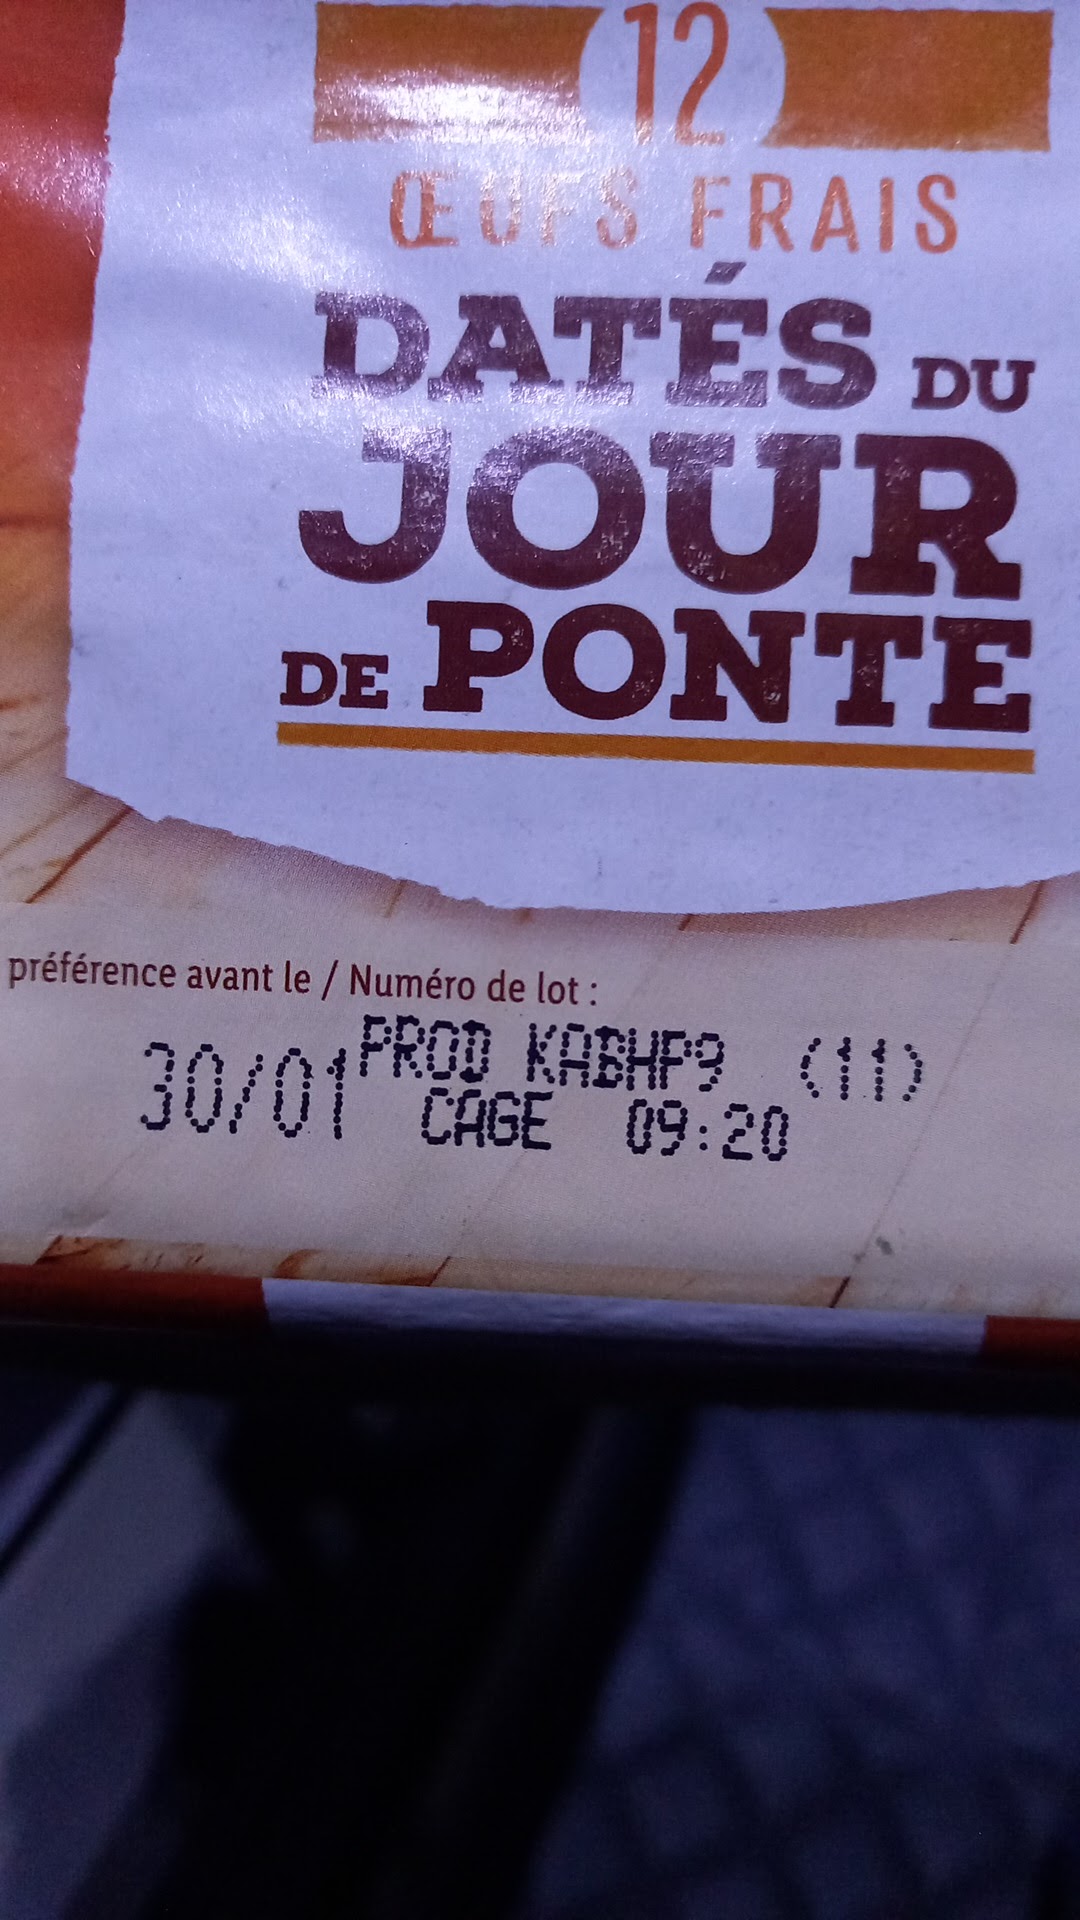 12
ŒUFS FRAIS
DATÉS DU
JOUR
DE PONTE
préférence avant le / Numéro de lot :
30/01 PROD KABHP9 (11)
CAGE 09:20